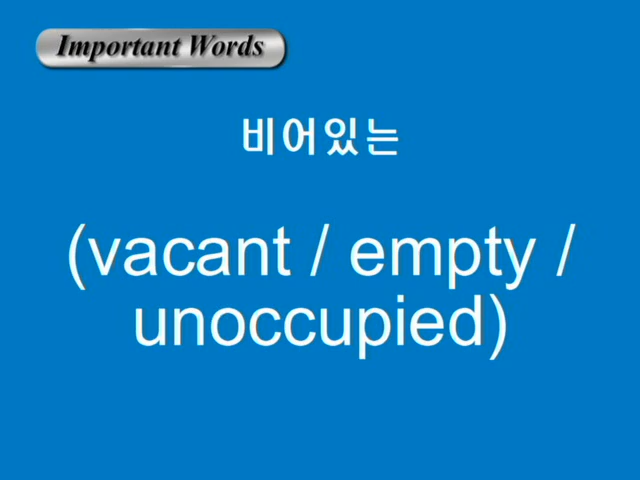 Important Words
비어있는
(vacant / empty /
unoccupied)